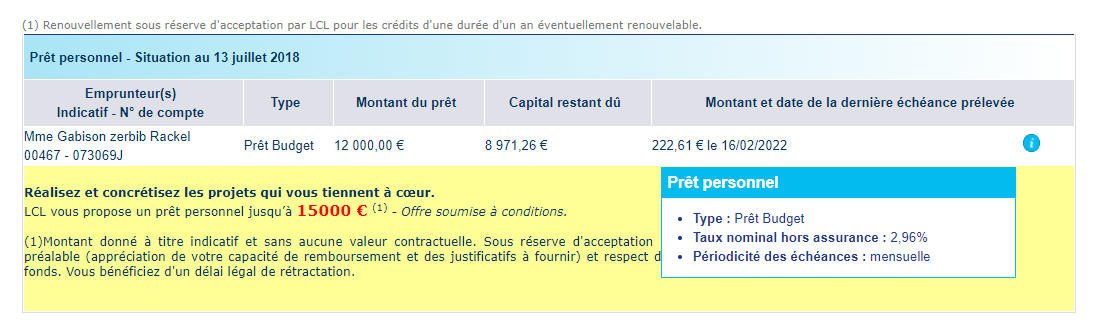 (1) Renouvellement sous réserve d'acceptation par LCL pour les crédits d'une durée d'un an éventuellement renouvelable.
Prêt personnel - Situation au 13 juillet 2018
Emprunteur(s)
Indicatif - N° de compte
Type
Montant du prêt
Capital restant dû
Montant et date de la dernière échéance prélevée
Mme Gabison zerbib Rackel
00467 - 073069J
Prêt Budget
12 000,00 €
8 971,26 €
222,61 € le 16/02/2022
i
Réalisez et concrétisez les projets qui vous tiennent à cœur.
LCL vous propose un prêt personnel jusqu'à 15000 € (1) - Offre soumise à conditions.
(1)Montant donné à titre indicatif et sans aucune valeur contractuelle. Sous réserve d'acceptation
préalable (appréciation de votre capacité de remboursement et des justificatifs à fournir) et respect d
fonds. Vous bénéficiez d'un délai légal de rétractation.
Prêt personnel
• Type : Prêt Budget
• Taux nominal hors assurance : 2,96%
• Périodicité des échéances : mensuelle